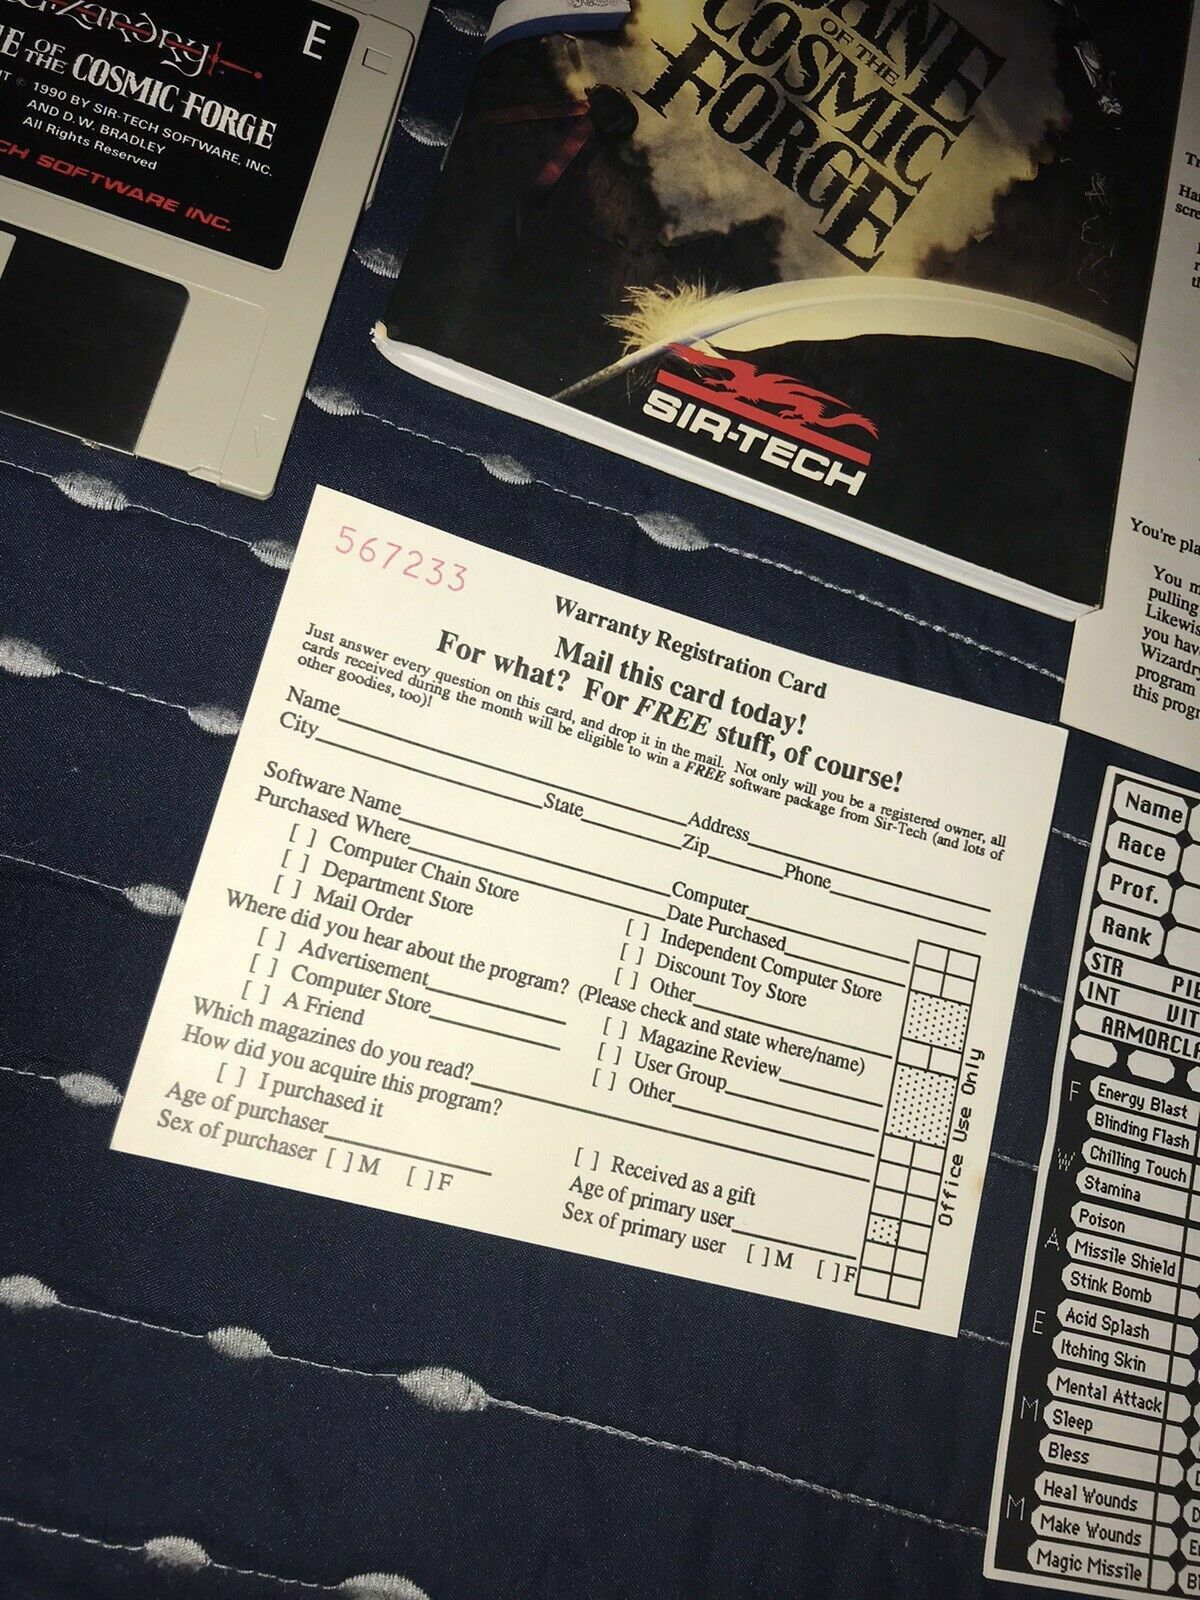 Wizardry
E
OF THE COSMIC FORGE
© 1990 BY SIR-TECH SOFTWARE, INC.
AND D.W. BRADLEY
All Rights Reserved
SOFTWARE INC.
OF THE
COSMIC
FORGE
SIR-TECH
You're
You
pulling
Likewis
you hav
Wizardry
program
this prog
567233
Warranty Registration Card
Mail this card today!
For what? For FREE stuff, of course!
Just answer every question on this card, and drop it in the mail. Not only will you be a registered owner, all
cards received during the month will be eligible to win a FREE software package from Sir-Tech (and lots of
other goodies, too)!
Name Address
City State Zip Phone
Software Name Computer
Purchased Where Date Purchased
[ ] Computer Chain Store [ ] Independent Computer Store
[ ] Department Store [ ] Discount Toy Store
[ ] Mail Order [ ] Other
Where did you hear about the program? (Please check and state where/name)
[ ] Advertisement [ ] Magazine Review
[ ] Computer Store [ ] User Group
[ ] A Friend [ ] Other
Which magazines do you read?
How did you acquire this program?
[ ] I purchased it [ ] Received as a gift
Age of purchaser Age of primary user
Sex of purchaser [ ] M [ ] F Sex of primary user [ ] M [ ] F
Office Use Only
Name
Race
Prof.
Rank
STR PIE
INT VIT
ARMORCLA
F
Energy Blast
Blinding Flash
W
Chilling Touch
Stamina
Poison
A
Missile Shield
Stink Bomb
E
Acid Splash
Itching Skin
Mental Attack
M
Sleep
Bless
M
Heal Wounds
Make Wounds
Magic Missile